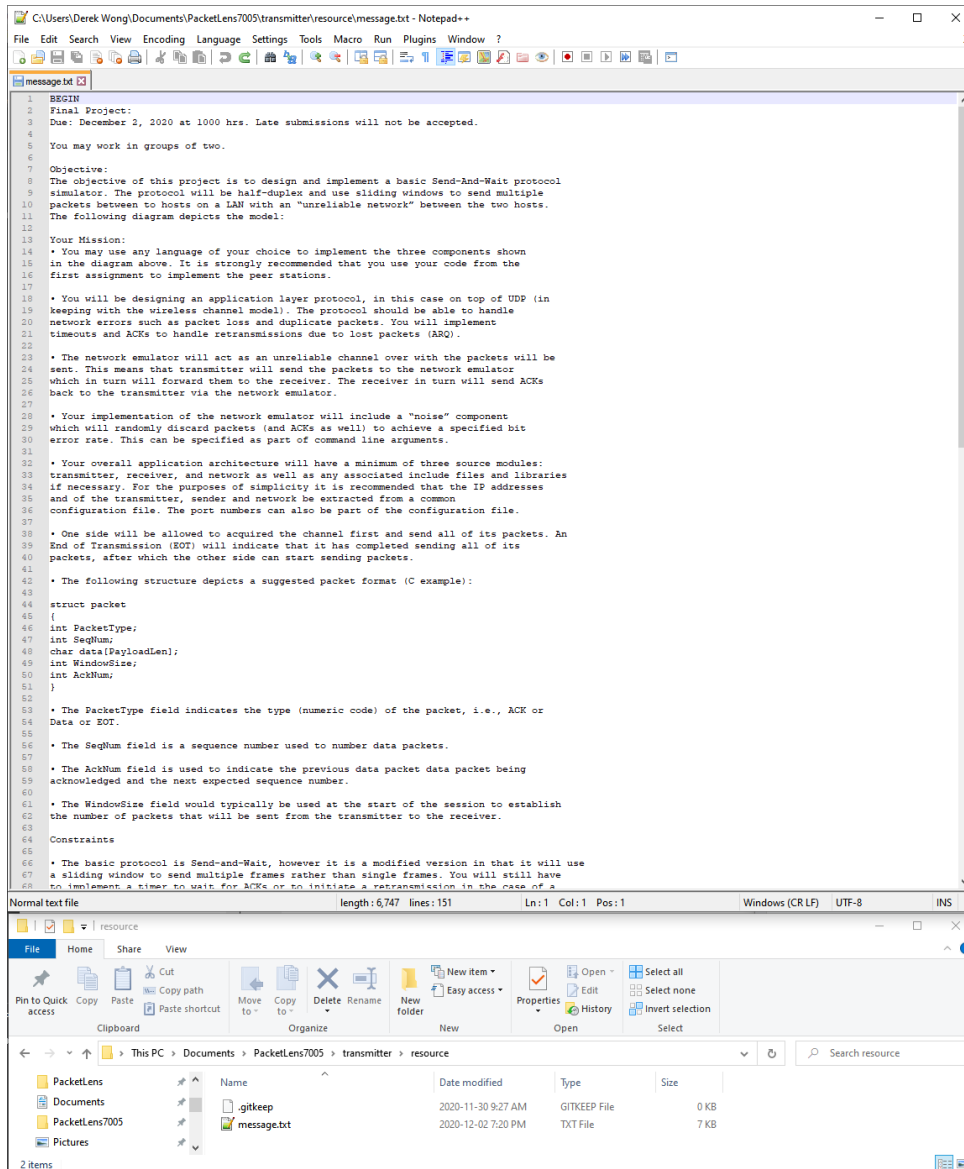 C:\Users\Derek Wong\Documents\PacketLens7005\transmitter\resource\message.txt - Notepad++
File Edit Search View Encoding Language Settings Tools Macro Run Plugins Window ?
message.txt
1 BEGIN
2 Final Project:
3 Due: December 2, 2020 at 1000 hrs. Late submissions will not be accepted.
4
5 You may work in groups of two.
6
7 Objective:
8 The objective of this project is to design and implement a basic Send-And-Wait protocol
9 simulator. The protocol will be half-duplex and use sliding windows to send multiple
10 packets between to hosts on a LAN with an “unreliable network” between the two hosts.
11 The following diagram depicts the model:
12
13 Your Mission:
14 • You may use any language of your choice to implement the three components shown
15 in the diagram above. It is strongly recommended that you use your code from the
16 first assignment to implement the peer stations.
17
18 • You will be designing an application layer protocol, in this case on top of UDP (in
19 keeping with the wireless channel model). The protocol should be able to handle
20 network errors such as packet loss and duplicate packets. You will implement
21 timeouts and ACKs to handle retransmissions due to lost packets (ARQ).
22
23 • The network emulator will act as an unreliable channel over with the packets will be
24 sent. This means that transmitter will send the packets to the network emulator
25 which in turn will forward them to the receiver. The receiver in turn will send ACKs
26 back to the transmitter via the network emulator.
27
28 • Your implementation of the network emulator will include a “noise” component
29 which will randomly discard packets (and ACKs as well) to achieve a specified bit
30 error rate. This can be specified as part of command line arguments.
31
32 • Your overall application architecture will have a minimum of three source modules:
33 transmitter, receiver, and network as well as any associated include files and libraries
34 if necessary. For the purposes of simplicity it is recommended that the IP addresses
35 and of the transmitter, sender and network be extracted from a common
36 configuration file. The port numbers can also be part of the configuration file.
37
38 • One side will be allowed to acquired the channel first and send all of its packets. An
39 End of Transmission (EOT) will indicate that it has completed sending all of its
40 packets, after which the other side can start sending packets.
41
42 • The following structure depicts a suggested packet format (C example):
43
44 struct packet
45 {
46 int PacketType;
47 int SeqNum;
48 char data[PayloadLen];
49 int WindowSize;
50 int AckNum;
51 }
52
53 • The PacketType field indicates the type (numeric code) of the packet, i.e., ACK or
54 Data or EOT.
55
56 • The SeqNum field is a sequence number used to number data packets.
57
58 • The AckNum field is used to indicate the previous data packet data packet being
59 acknowledged and the next expected sequence number.
60
61 • The WindowSize field would typically be used at the start of the session to establish
62 the number of packets that will be sent from the transmitter to the receiver.
63
64 Constraints
65
66 • The basic protocol is Send-and-Wait, however it is a modified version in that it will use
67 a sliding window to send multiple frames rather than single frames. You will still have
68 to implement a timer to wait for ACKs or to initiate a retransmission in the case of a
Normal text file length : 6,747 lines : 151 Ln : 1 Col : 1 Pos : 1 Windows (CR LF) UTF-8 INS
resource
File Home Share View
Pin to Quick access Copy Paste Cut Copy path Paste shortcut
Move to Copy to Delete Rename New folder New item Easy access
Properties Open Edit History Select all Select none Invert selection
Clipboard Organize New Open Select
This PC > Documents > PacketLens7005 > transmitter > resource Search resource
Name Date modified Type Size
PacketLens
Documents
PacketLens7005
Pictures
.gitkeep 2020-11-30 9:27 AM GITKEEP File 0 KB
message.txt 2020-12-02 7:20 PM TXT File 7 KB
2 items